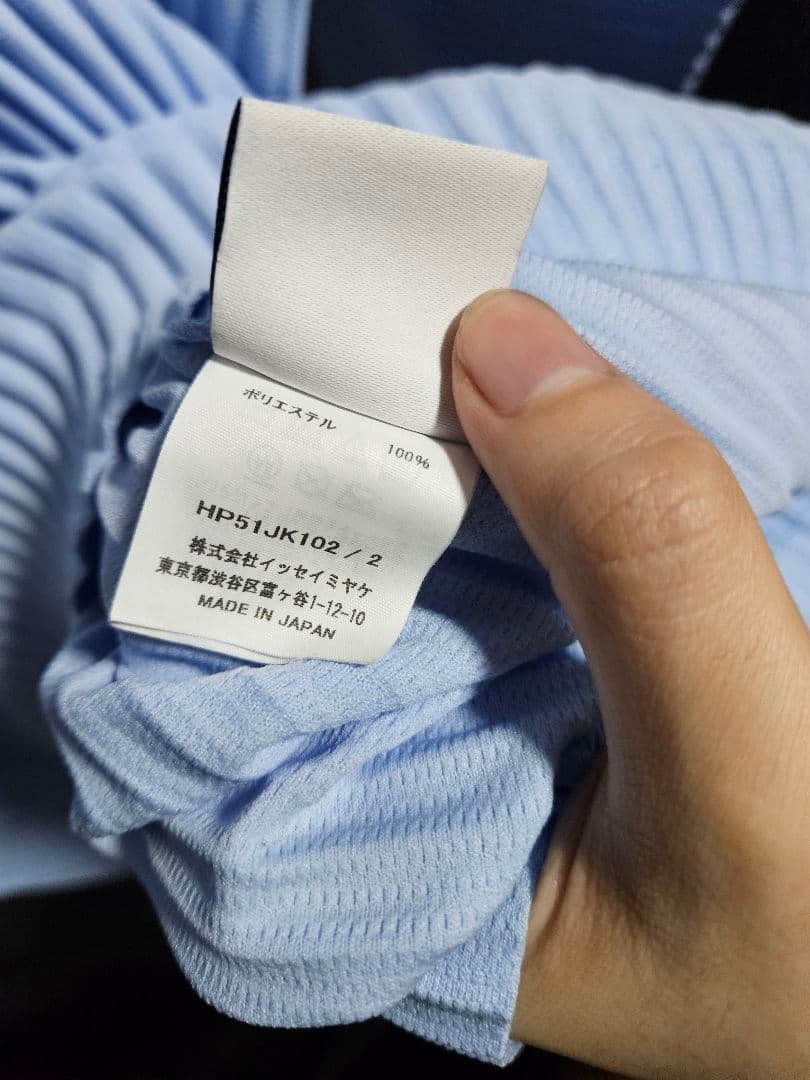 ポリエステル 100%
HP51JK102 / 2
株式会社イッセイミヤケ
東京都渋谷区富ヶ谷1-12-10
MADE IN JAPAN